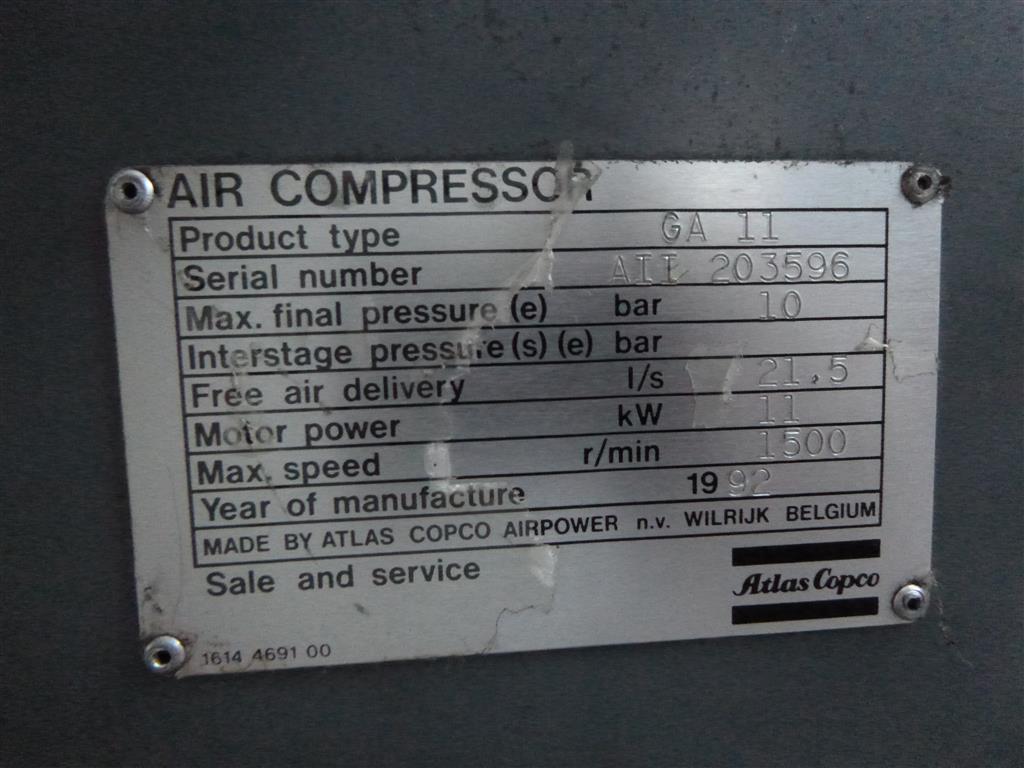 AIR COMPRESSOR
Product type GA 11
Serial number AII 203596
Max. final pressure (e) bar 10
Interstage pressure (s) (e) bar
Free air delivery l/s 21.5
Motor power kW 11
Max. speed r/min 1500
Year of manufacture 1992
MADE BY ATLAS COPCO AIRPOWER n.v. WILRIJK BELGIUM
Sale and service
Atlas Copco
1614 4691 00